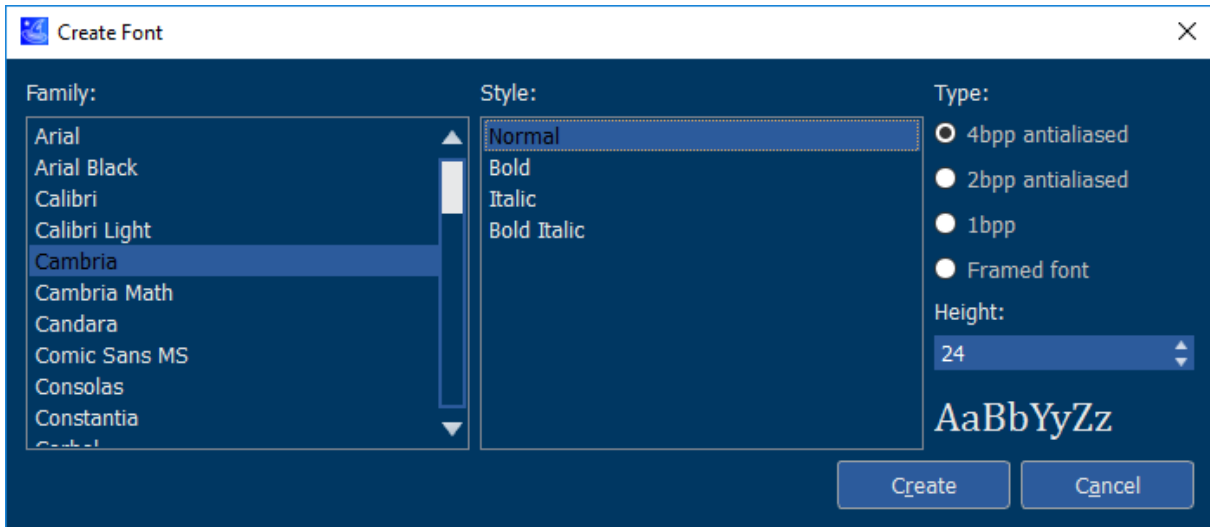 Create Font
Family:
Arial
Arial Black
Calibri
Calibri Light
Cambria
Cambria Math
Candara
Comic Sans MS
Consolas
Constantia
Style:
Normal
Bold
Italic
Bold Italic
Type:
4bpp antialiased
2bpp antialiased
1bpp
Framed font
Height:
24
AaBbYyZz
Create
Cancel